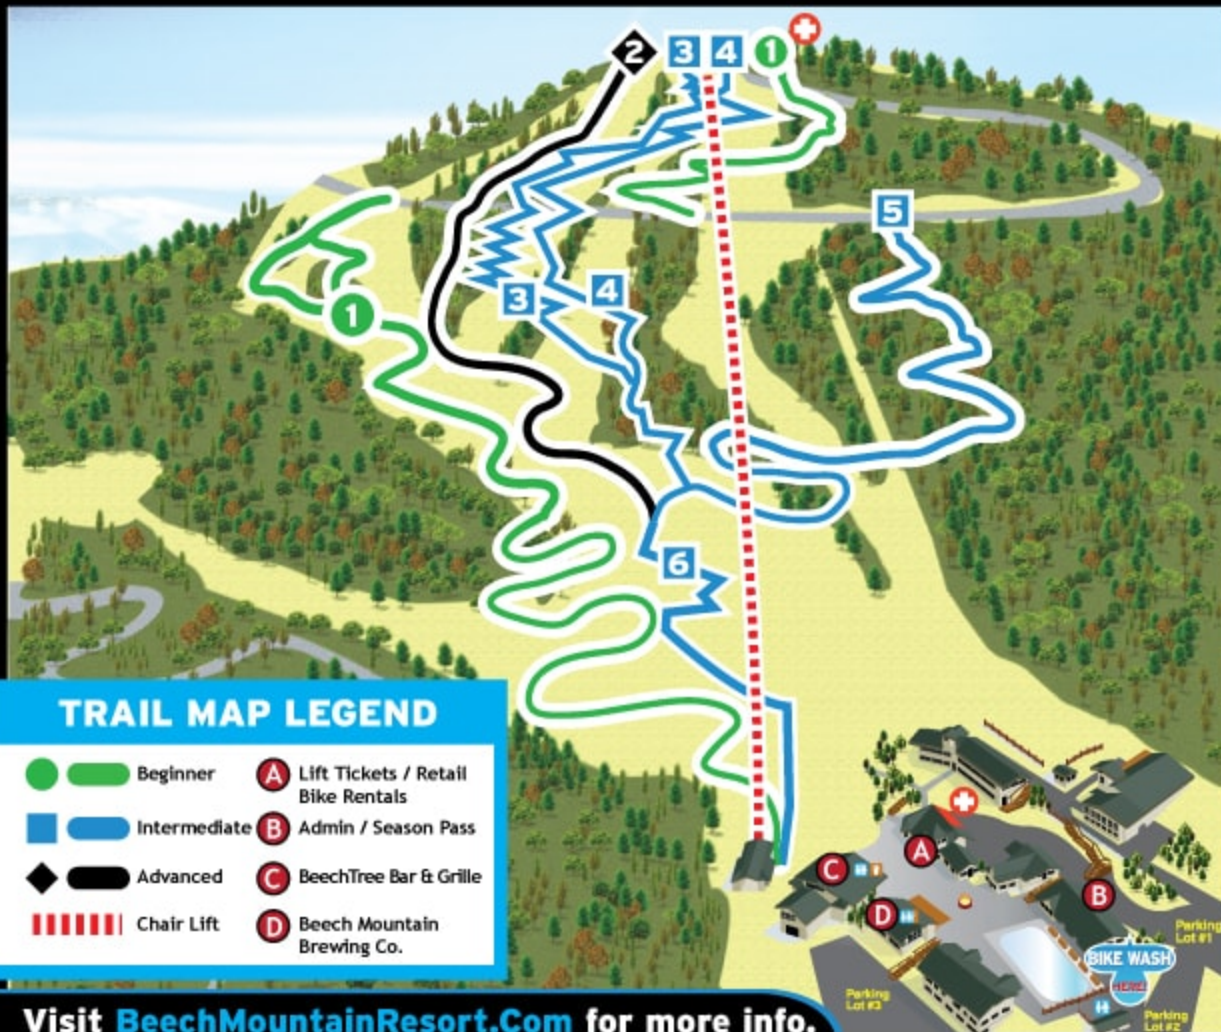 2 3 4 1
5
1
3 4
6
TRAIL MAP LEGEND
Beginner
Intermediate
Advanced
Chair Lift
A Lift Tickets / Retail
Bike Rentals
B Admin / Season Pass
C BeechTree Bar & Grille
D Beech Mountain
Brewing Co.
A
C
B
D
Parking
Lot #1
BIKE WASH
HERE!
Parking
Lot #3
Parking
Lot #2
Visit BeechMountainResort.Com for more info.